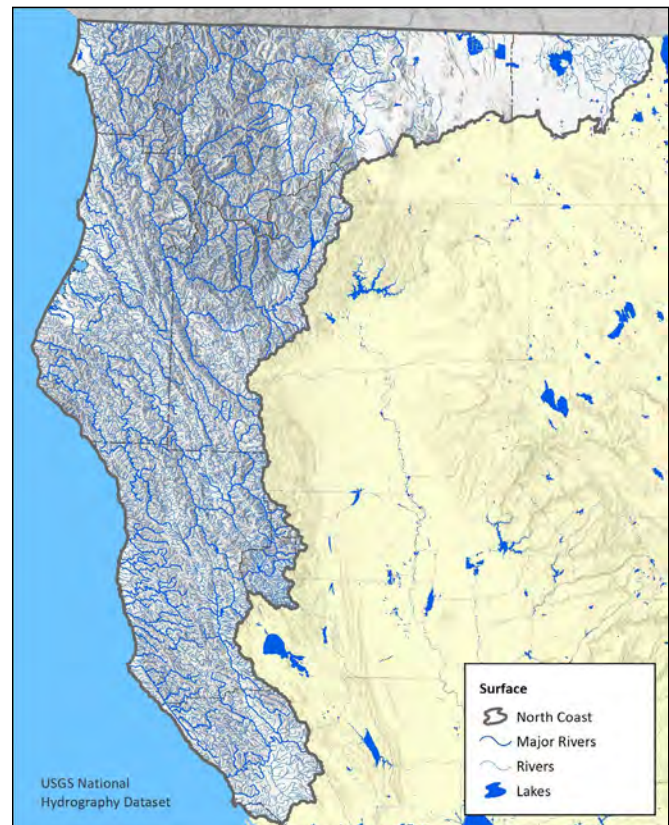 Surface
North Coast
Major Rivers
Rivers
Lakes
USGS National
Hydrography Dataset